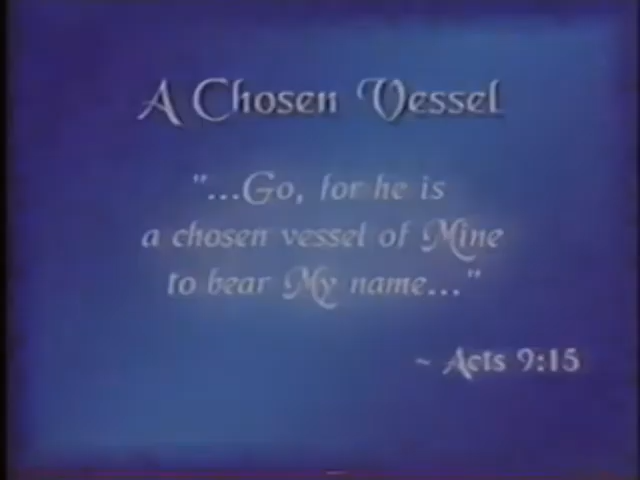 A Chosen Vessel
"...Go, for he is
a chosen vessel of Mine
to bear My name..."
~ Acts 9:15